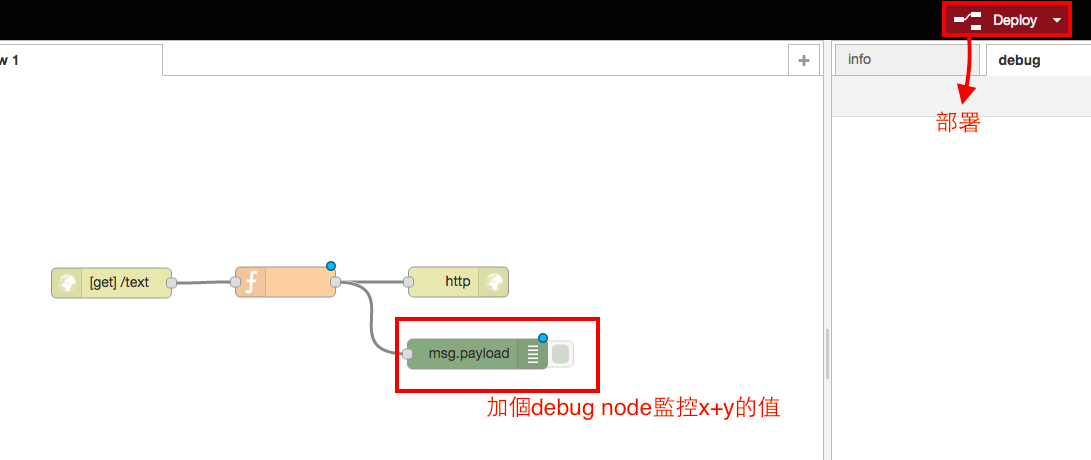 Deploy
w 1
+
info
debug
部署
[get] /text
f
http
msg.payload
加個debug node監控x+y的值